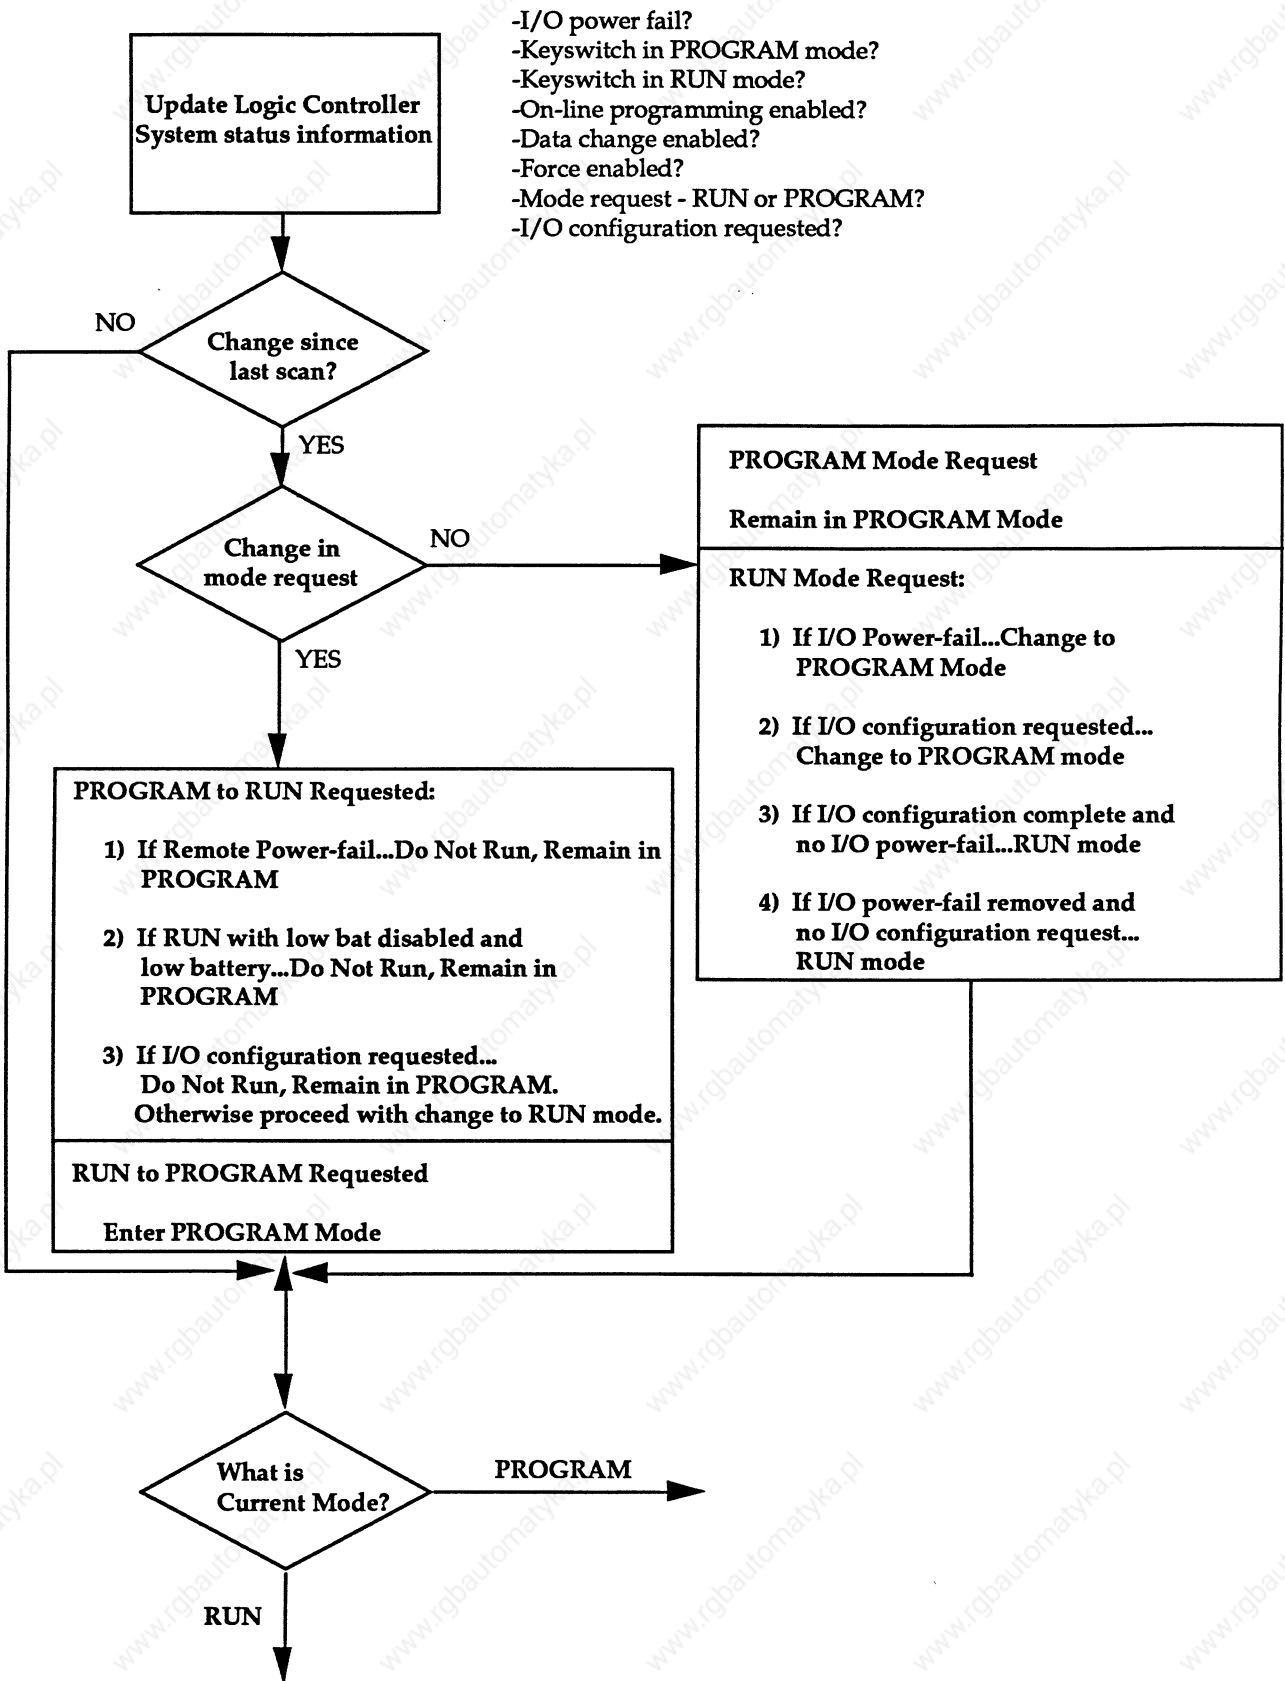 -I/O power fail?
-Keyswitch in PROGRAM mode?
-Keyswitch in RUN mode?
-On-line programming enabled?
-Data change enabled?
-Force enabled?
-Mode request - RUN or PROGRAM?
-I/O configuration requested?
Update Logic Controller
System status information
NO
Change since
last scan?
YES
Change in
mode request
NO
YES
PROGRAM Mode Request
Remain in PROGRAM Mode
RUN Mode Request:
1) If I/O Power-fail...Change to
PROGRAM Mode
2) If I/O configuration requested...
Change to PROGRAM mode
3) If I/O configuration complete and
no I/O power-fail...RUN mode
4) If I/O power-fail removed and
no I/O configuration request...
RUN mode
PROGRAM to RUN Requested:
1) If Remote Power-fail...Do Not Run, Remain in
PROGRAM
2) If RUN with low bat disabled and
low battery...Do Not Run, Remain in
PROGRAM
3) If I/O configuration requested...
Do Not Run, Remain in PROGRAM.
Otherwise proceed with change to RUN mode.
RUN to PROGRAM Requested
Enter PROGRAM Mode
What is
Current Mode?
PROGRAM
RUN
www.rgbautomatyka.pl